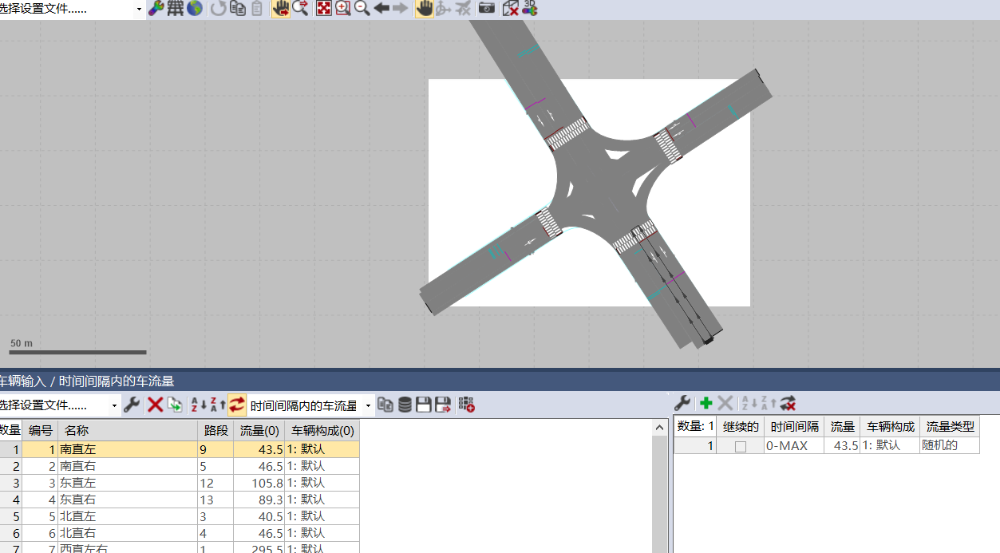 选择设置文件......
3D
50 m
车辆输入 / 时间间隔内的车流量
选择设置文件...... 时间间隔内的车流量
数量 编号 名称 路段 流量(0) 车辆构成(0)
1 1 南直左 9 43.5 1: 默认
2 2 南直右 5 46.5 1: 默认
3 3 东直左 12 105.8 1: 默认
4 4 东直右 13 89.3 1: 默认
5 5 北直左 3 40.5 1: 默认
6 6 北直右 4 46.5 1: 默认
7 7 西直左右 1 295.5 1: 默认
数量: 1 继续的 时间间隔 流量 车辆构成 流量类型
1 0-MAX 43.5 1: 默认 随机的